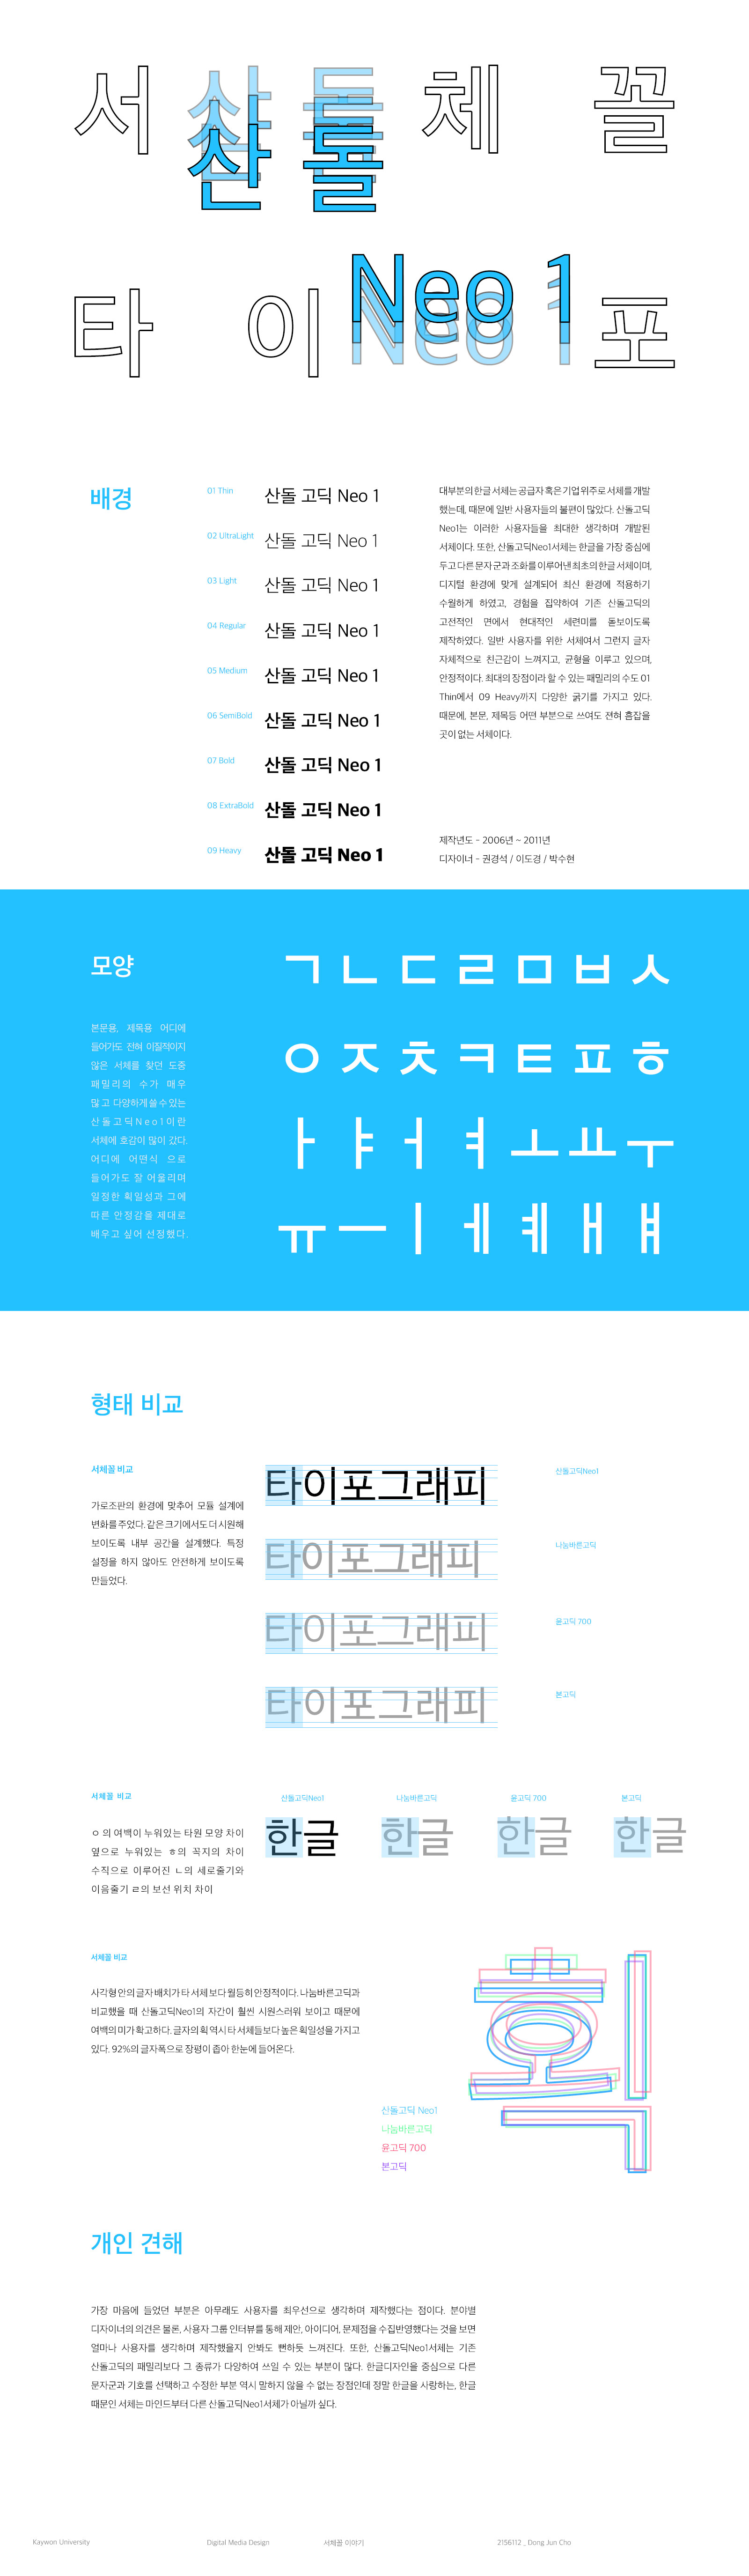 서 산 돌 체 꼴
타 이 Neo 1 포
배경
01 Thin 산돌 고딕 Neo 1
02 UltraLight 산돌 고딕 Neo 1
03 Light 산돌 고딕 Neo 1
04 Regular 산돌 고딕 Neo 1
05 Medium 산돌 고딕 Neo 1
06 SemiBold 산돌 고딕 Neo 1
07 Bold 산돌 고딕 Neo 1
08 ExtraBold 산돌 고딕 Neo 1
09 Heavy 산돌 고딕 Neo 1
대부분의 한글 서체는 공급자 혹은 기업 위주로 서체를 개발
했는데, 때문에 일반 사용자들의 불편이 많았다. 산돌고딕
Neo1는 이러한 사용자들을 최대한 생각하며 개발된
서체이다. 또한, 산돌고딕Neo1서체는 한글을 가장 중심에
두고 다른 문자 군과 조화를 이루어낸 최초의 한글 서체이며,
디지털 환경에 맞게 설계되어 최신 환경에 적용하기
수월하게 하였고, 경험을 집약하여 기존 산돌고딕의
고전적인 면에서 현대적인 세련미를 돋보이도록
제작하였다. 일반 사용자를 위한 서체여서 그런지 글자
자체적으로 친근감이 느껴지고, 균형을 이루고 있으며,
안정적이다. 최대의 장점이라 할 수 있는 패밀리의 수도 01
Thin에서 09 Heavy까지 다양한 굵기를 가지고 있다.
때문에, 본문, 제목등 어떤 부분으로 쓰여도 전혀 흠잡을
곳이 없는 서체이다.
제작년도 - 2006년 ~ 2011년
디자이너 - 권경석 / 이도경 / 박수현
모양
본문용, 제목용 어디에
들어가도 전혀 이질적이지
않은 서체를 찾던 도중
패밀리의 수가 매우
많고 다양하게 쓸 수 있는
산돌고딕Neo1이란
서체에 호감이 많이 갔다.
어디에 어떤식 으로
들어가도 잘 어울리며
일정한 획일성과 그에
따른 안정감을 제대로
배우고 싶어 선정했다.
ㄱ ㄴ ㄷ ㄹ ㅁ ㅂ ㅅ
ㅇ ㅈ ㅊ ㅋ ㅌ ㅍ ㅎ
ㅏ ㅑ ㅓ ㅕ ㅗ ㅛ ㅜ
ㅠ ㅡ ㅣ ㅔ ㅖ ㅐ ㅒ
형태 비교
서체꼴 비교
가로조판의 환경에 맞추어 모듈 설계에
변화를 주었다. 같은 크기에서도 더 시원해
보이도록 내부 공간을 설계했다. 특정
설정을 하지 않아도 안전하게 보이도록
만들었다.
타이포그래피 산돌고딕Neo1
타이포그래피 나눔바른고딕
타이포그래피 윤고딕 700
타이포그래피 본고딕
서체꼴 비교
ㅇ 의 여백이 누워있는 타원 모양 차이
옆으로 누워있는 ㅎ의 꼭지의 차이
수직으로 이루어진 ㄴ의 세로줄기와
이음줄기 ㄹ의 보선 위치 차이
산돌고딕Neo1 나눔바른고딕 윤고딕 700 본고딕
한글 한글 한글 한글
서체꼴 비교
사각형 안의 글자 배치가 타 서체 보다 월등히 안정적이다. 나눔바른고딕과
비교했을 때 산돌고딕Neo1의 자간이 훨씬 시원스러워 보이고 때문에
여백의 미가 확고하다. 글자의 획 역시 타 서체들보다 높은 획일성을 가지고
있다. 92%의 글자폭으로 장평이 좁아 한눈에 들어온다.
훽
산돌고딕 Neo1
나눔바른고딕
윤고딕 700
본고딕
개인 견해
가장 마음에 들었던 부분은 아무래도 사용자를 최우선으로 생각하며 제작했다는 점이다. 분야별
디자이너의 의견은 물론, 사용자 그룹 인터뷰를 통해 제안, 아이디어, 문제점을 수집반영했다는 것을 보면
얼마나 사용자를 생각하며 제작했을지 안봐도 뻔하듯 느껴진다. 또한, 산돌고딕Neo1서체는 기존
산돌고딕의 패밀리보다 그 종류가 다양하여 쓰일 수 있는 부분이 많다. 한글디자인을 중심으로 다른
문자군과 기호를 선택하고 수정한 부분 역시 말하지 않을 수 없는 장점인데 정말 한글을 사랑하는, 한글
때문인 서체는 마인드부터 다른 산돌고딕Neo1서체가 아닐까 싶다.
Kaywon University Digital Media Design 서체꼴 이야기 2156112 _ Dong Jun Cho